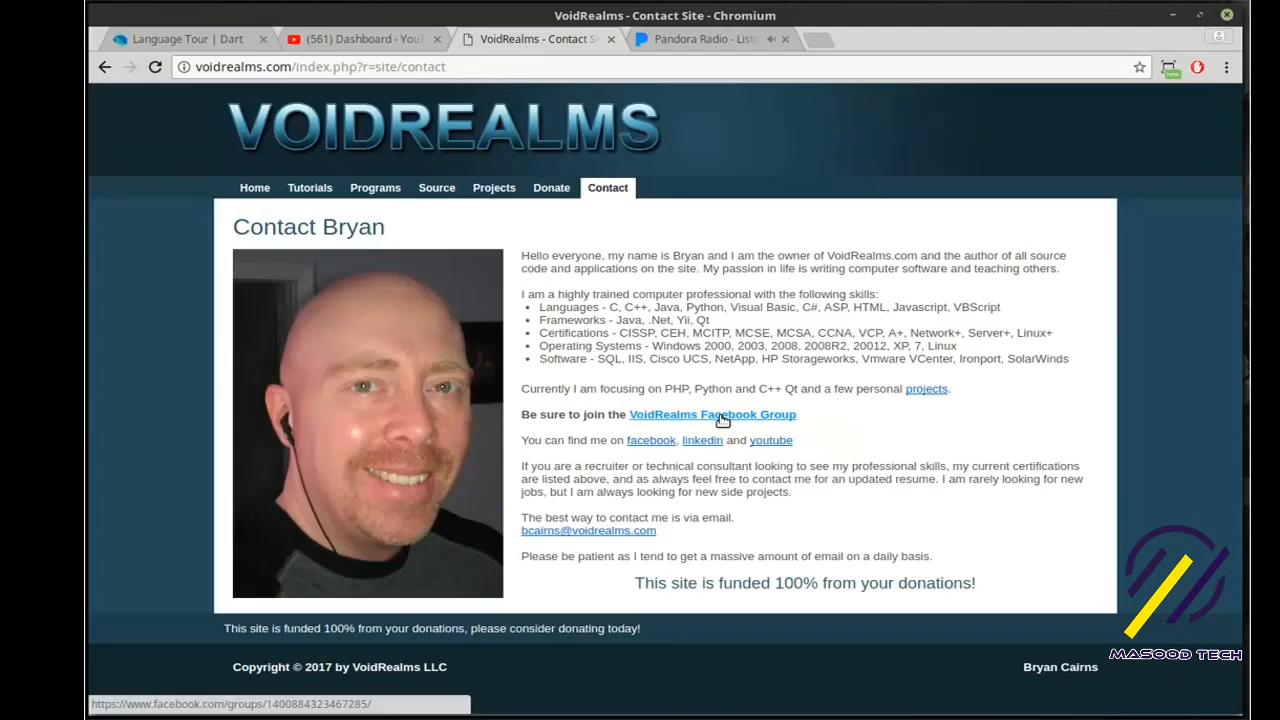 VoidRealms - Contact Site - Chromium
Language Tour | Dart
(561) Dashboard - You
VoidRealms - Contact S
Pandora Radio - List
voidrealms.com/index.php?r=site/contact
VOIDREALMS
Home Tutorials Programs Source Projects Donate Contact
Contact Bryan
Hello everyone, my name is Bryan and I am the owner of VoidRealms.com and the author of all source
code and applications on the site. My passion in life is writing computer software and teaching others.
I am a highly trained computer professional with the following skills:
• Languages - C, C++, Java, Python, Visual Basic, C#, ASP, HTML, Javascript, VBScript
• Frameworks - Java, .Net, Yii, Qt
• Certifications - CISSP, CEH, MCITP, MCSE, MCSA, CCNA, VCP, A+, Network+, Server+, Linux+
• Operating Systems - Windows 2000, 2003, 2008, 2008R2, 20012, XP, 7, Linux
• Software - SQL, IIS, Cisco UCS, NetApp, HP Storageworks, Vmware VCenter, Ironport, SolarWinds
Currently I am focusing on PHP, Python and C++ Qt and a few personal projects.
Be sure to join the VoidRealms Facebook Group
You can find me on facebook, linkedin and youtube
If you are a recruiter or technical consultant looking to see my professional skills, my current certifications
are listed above, and as always feel free to contact me for an updated resume. I am rarely looking for new
jobs, but I am always looking for new side projects.
The best way to contact me is via email.
bcairns@voidrealms.com
Please be patient as I tend to get a massive amount of email on a daily basis.
This site is funded 100% from your donations!
This site is funded 100% from your donations, please consider donating today!
MASOOD TECH
Copyright © 2017 by VoidRealms LLC
Bryan Cairns
https://www.facebook.com/groups/1400884323467285/